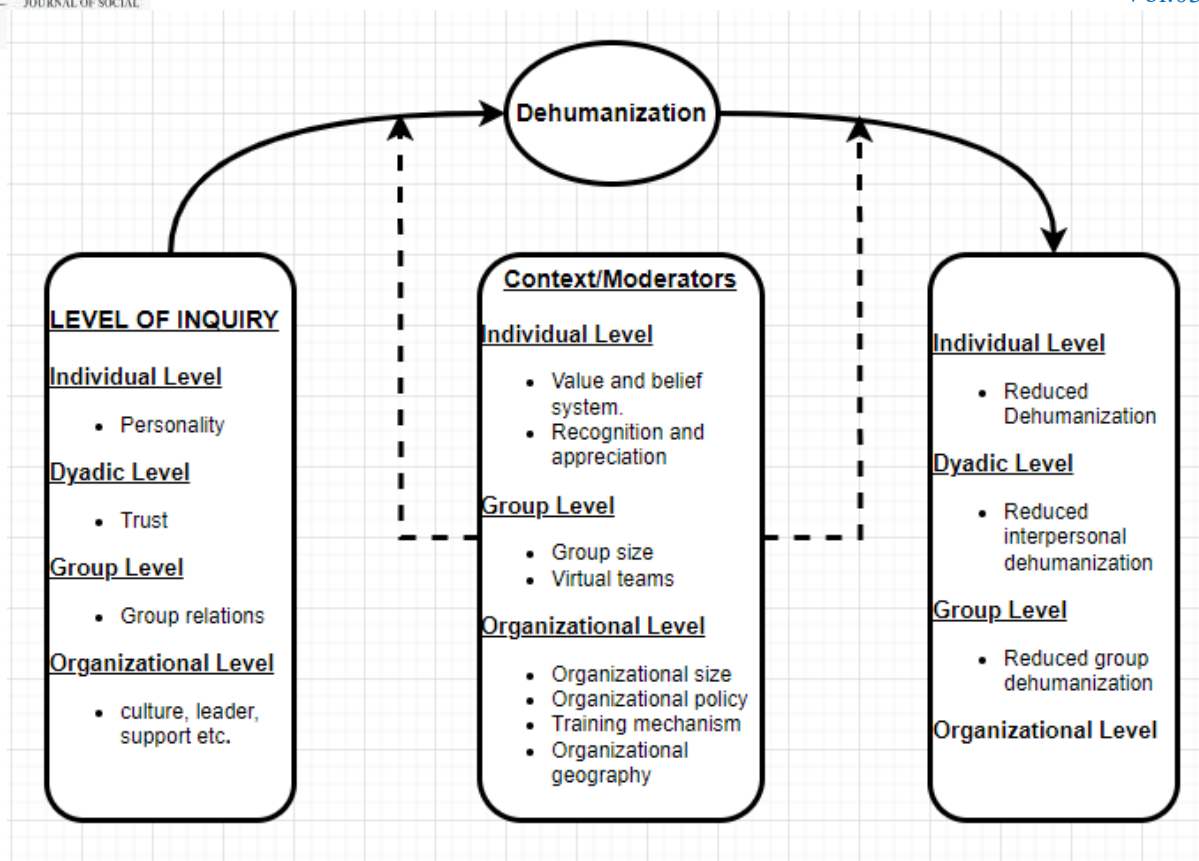 JOURNAL OF SOCIAL
Dehumanization
LEVEL OF INQUIRY
Individual Level
• Personality
Dyadic Level
• Trust
Group Level
• Group relations
Organizational Level
• culture, leader,
support etc.
Context/Moderators
Individual Level
• Value and belief
system.
• Recognition and
appreciation
Group Level
• Group size
• Virtual teams
Organizational Level
• Organizational size
• Organizational policy
• Training mechanism
• Organizational
geography
Individual Level
• Reduced
Dehumanization
Dyadic Level
• Reduced
interpersonal
dehumanization
Group Level
• Reduced group
dehumanization
Organizational Level